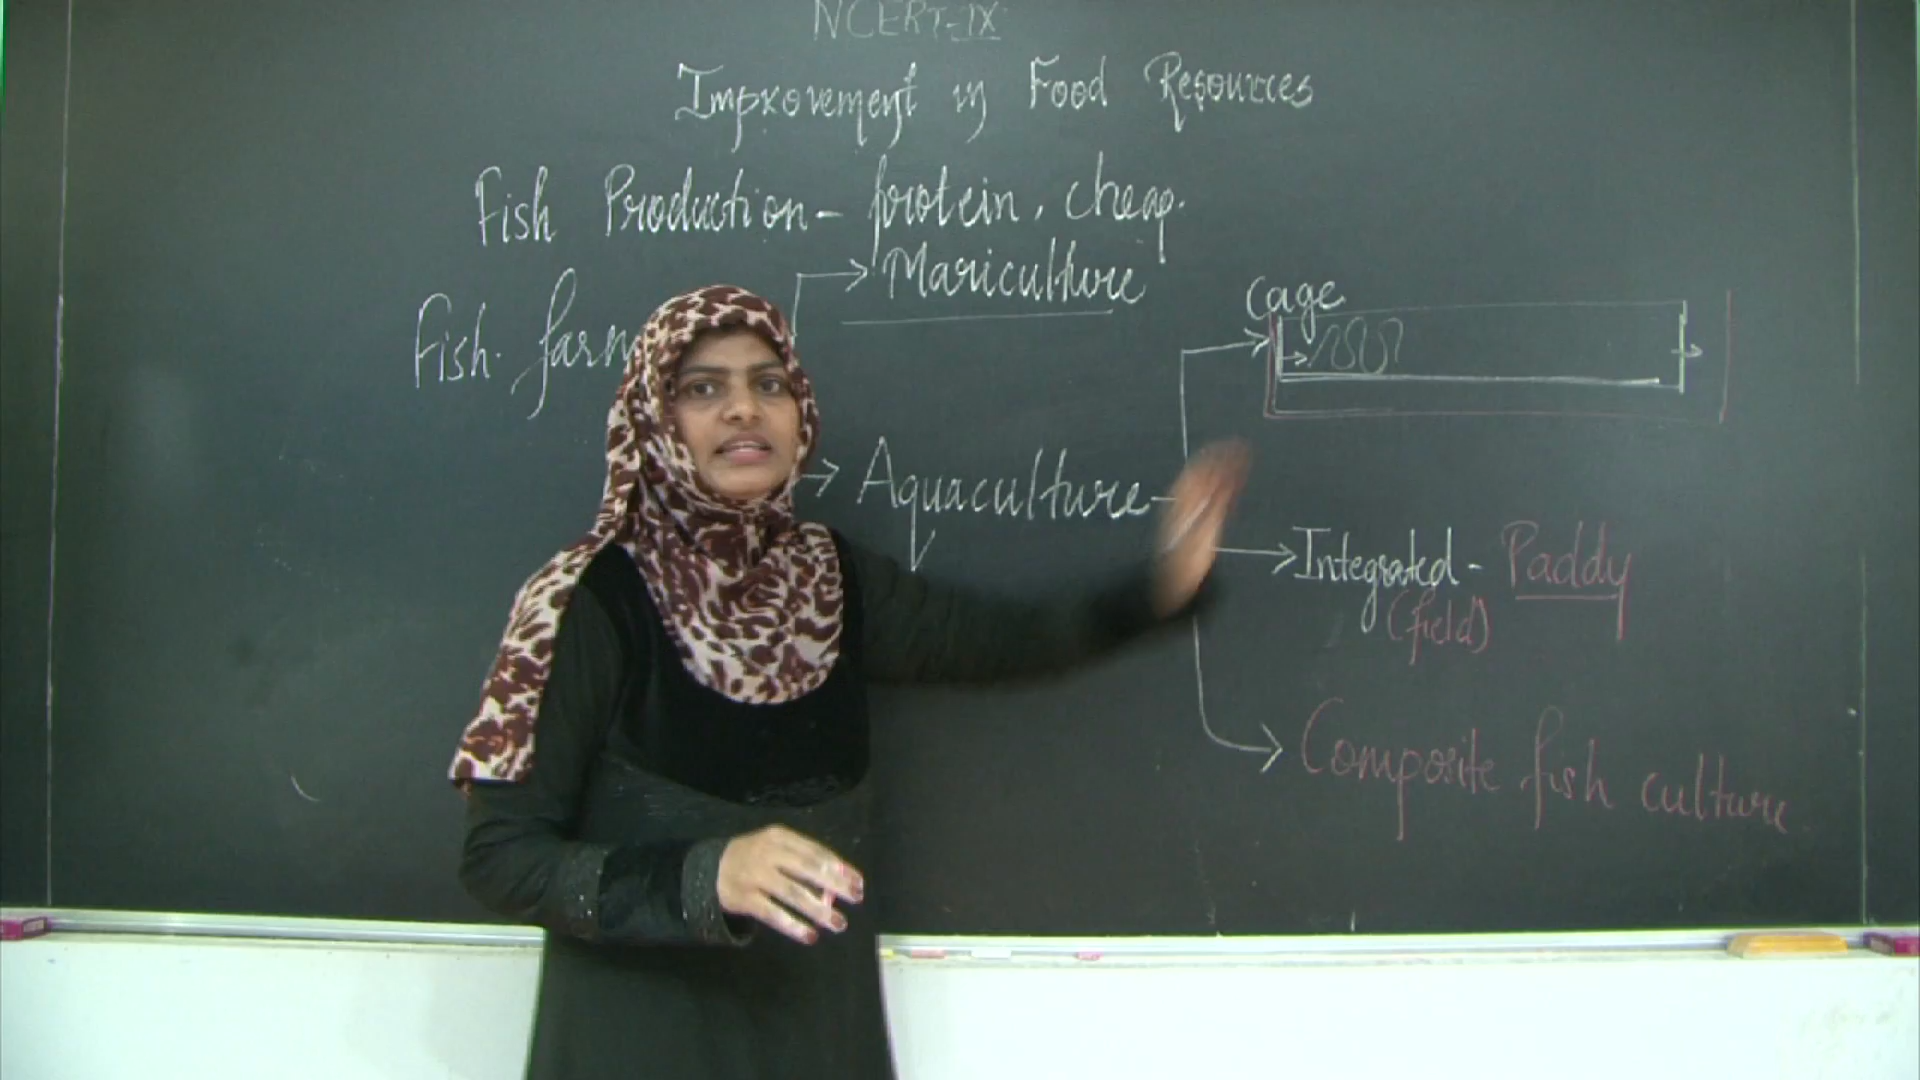 NCERT-IX
Improvement in Food Resources
Fish Production - protein, cheap.
Mariculture
Fish farm
Cage
Aquaculture
Integrated - Paddy
(field)
Composite fish culture